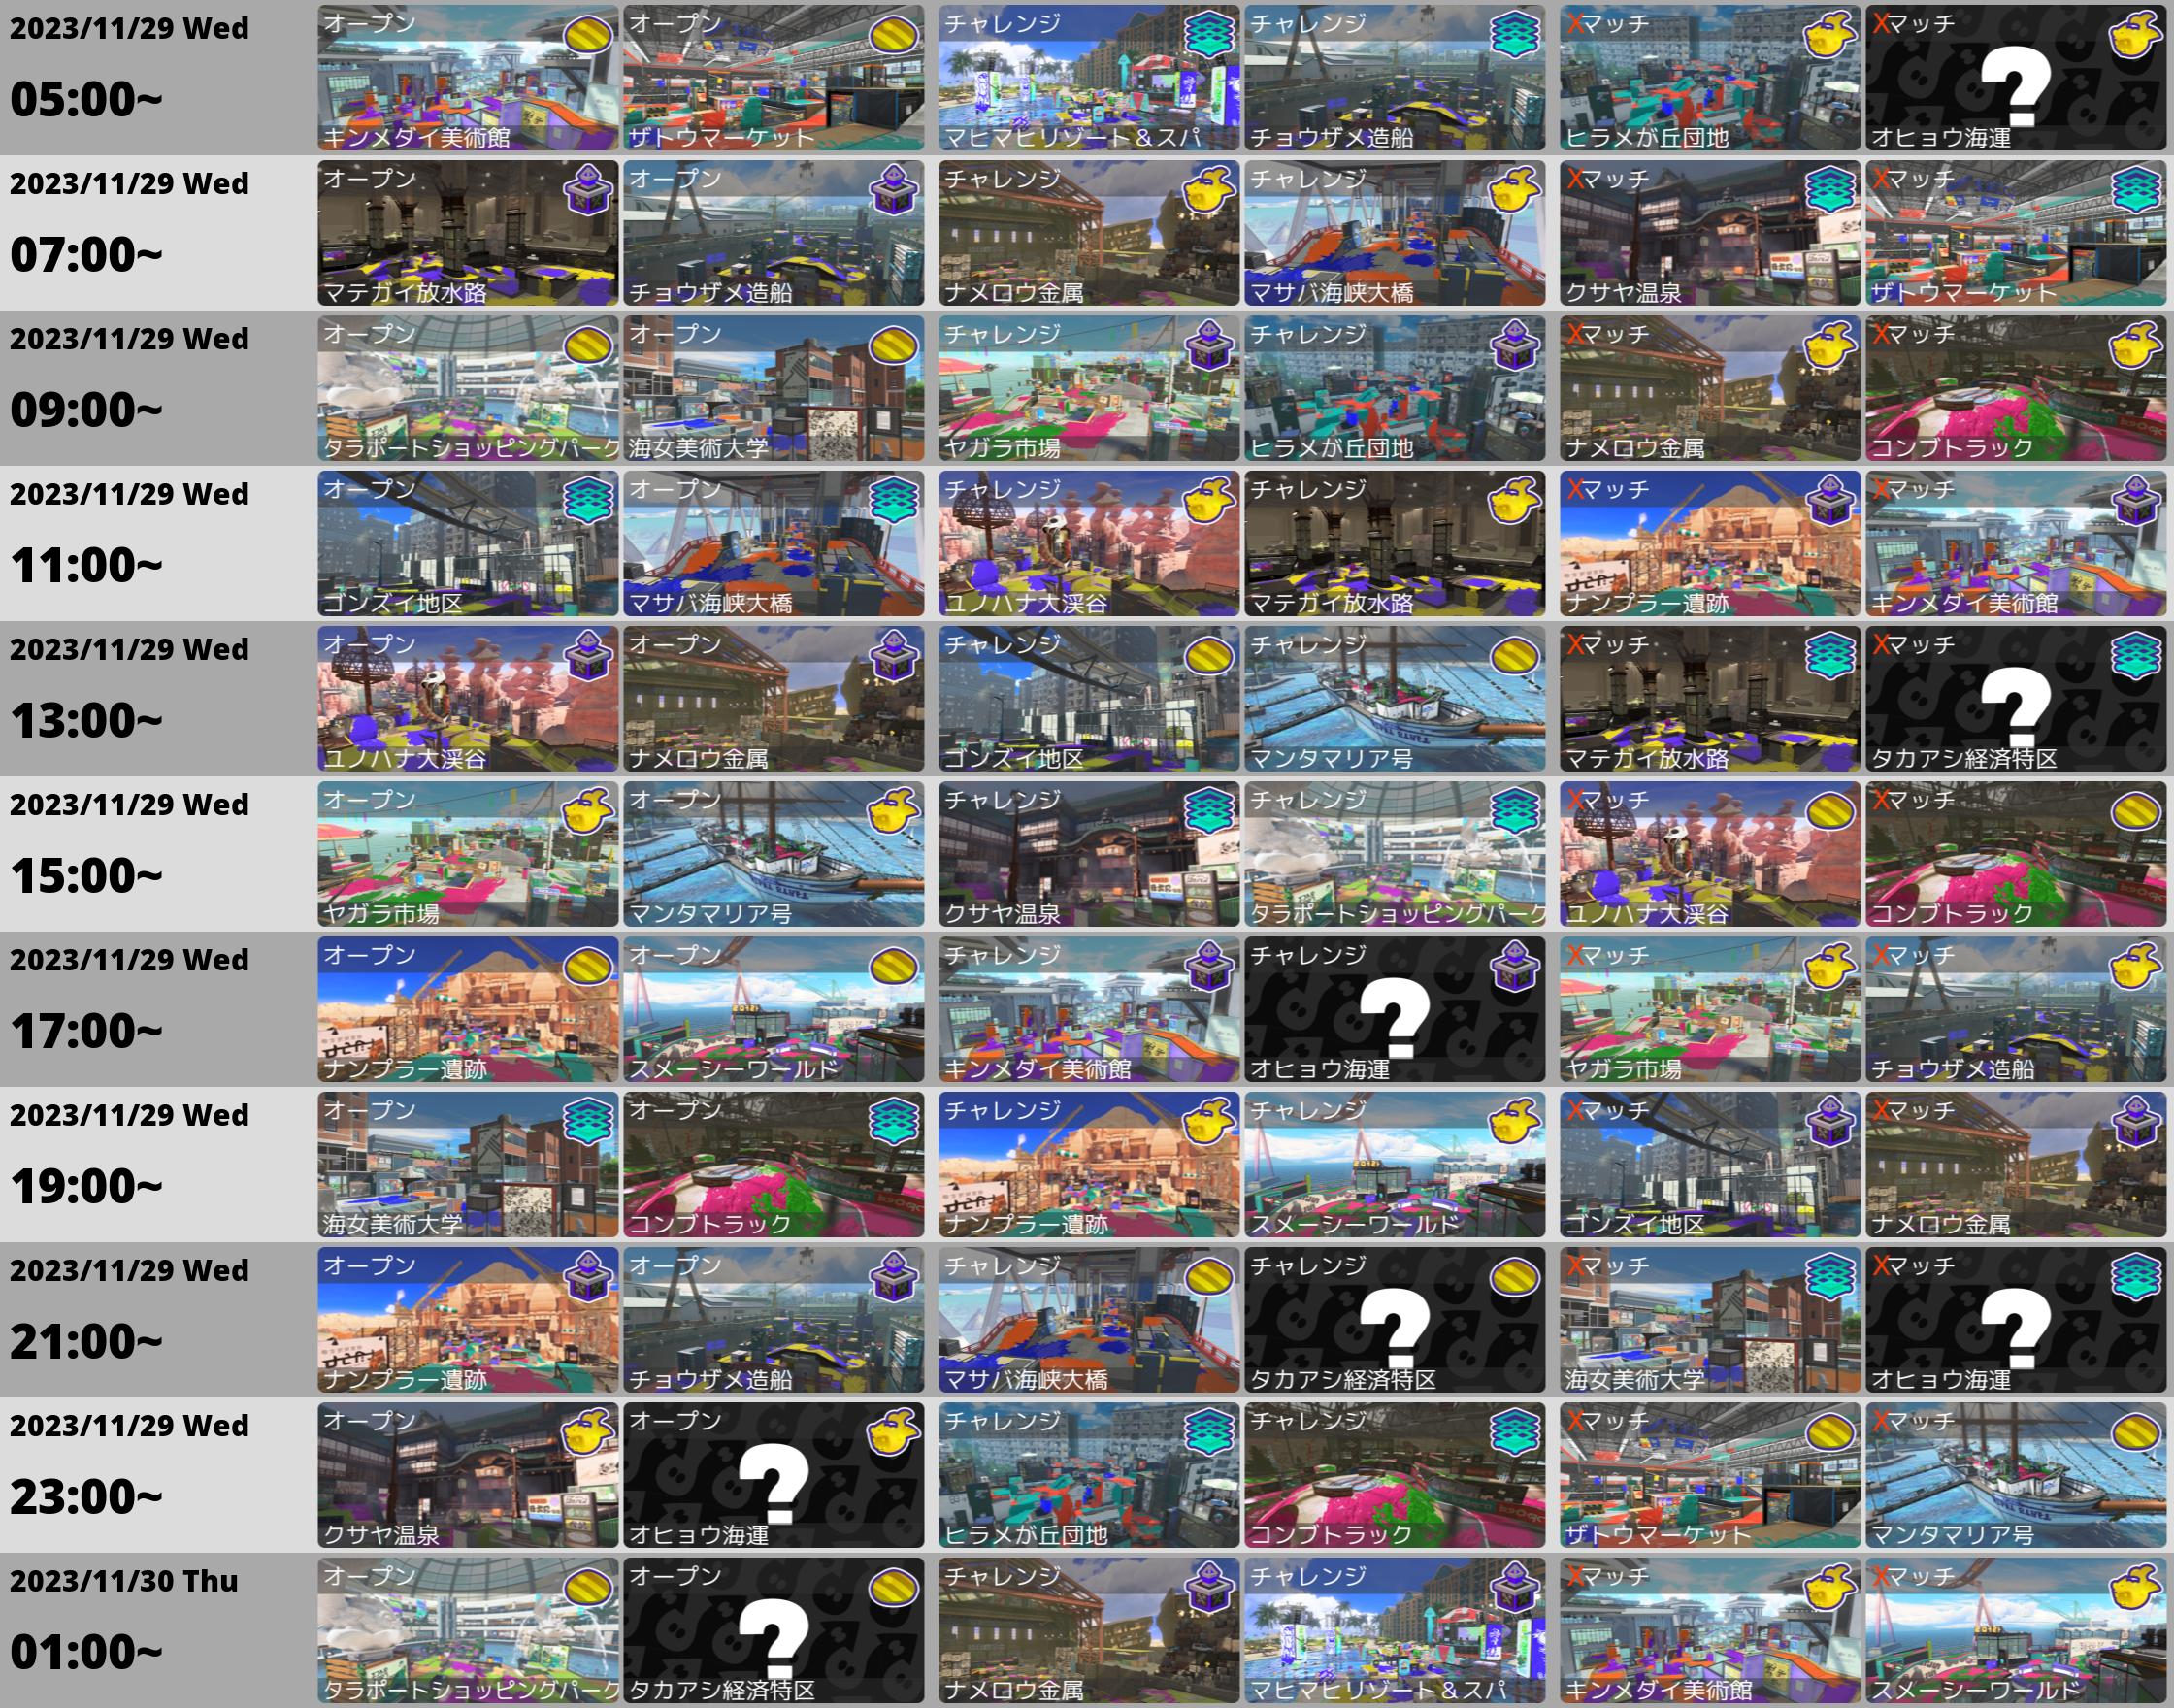 2023/11/29 Wed
05:00~
オープン
キンメダイ美術館
オープン
ザトウマーケット
チャレンジ
マヒマヒリゾート＆スパ
チャレンジ
チョウザメ造船
Xマッチ
ヒラメが丘団地
Xマッチ
オヒョウ海運
2023/11/29 Wed
07:00~
オープン
マテガイ放水路
オープン
チョウザメ造船
チャレンジ
ナメロウ金属
チャレンジ
マサバ海峡大橋
Xマッチ
クサヤ温泉
Xマッチ
ザトウマーケット
2023/11/29 Wed
09:00~
オープン
タラポートショッピングパーク
オープン
海女美術大学
チャレンジ
ヤガラ市場
チャレンジ
ヒラメが丘団地
Xマッチ
ナメロウ金属
Xマッチ
コンブトラック
2023/11/29 Wed
11:00~
オープン
ゴンズイ地区
オープン
マサバ海峡大橋
チャレンジ
ユノハナ大渓谷
チャレンジ
マテガイ放水路
Xマッチ
ナンプラー遺跡
Xマッチ
キンメダイ美術館
2023/11/29 Wed
13:00~
オープン
ユノハナ大渓谷
オープン
ナメロウ金属
チャレンジ
ゴンズイ地区
チャレンジ
マンタマリア号
Xマッチ
マテガイ放水路
Xマッチ
タカアシ経済特区
2023/11/29 Wed
15:00~
オープン
ヤガラ市場
オープン
マンタマリア号
チャレンジ
クサヤ温泉
チャレンジ
タラポートショッピングパーク
Xマッチ
ユノハナ大渓谷
Xマッチ
コンブトラック
2023/11/29 Wed
17:00~
オープン
ナンプラー遺跡
オープン
スメーシーワールド
チャレンジ
キンメダイ美術館
チャレンジ
オヒョウ海運
Xマッチ
ヤガラ市場
Xマッチ
チョウザメ造船
2023/11/29 Wed
19:00~
オープン
海女美術大学
オープン
コンブトラック
チャレンジ
ナンプラー遺跡
チャレンジ
スメーシーワールド
Xマッチ
ゴンズイ地区
Xマッチ
ナメロウ金属
2023/11/29 Wed
21:00~
オープン
ナンプラー遺跡
オープン
チョウザメ造船
チャレンジ
マサバ海峡大橋
チャレンジ
タカアシ経済特区
Xマッチ
海女美術大学
Xマッチ
オヒョウ海運
2023/11/29 Wed
23:00~
オープン
クサヤ温泉
オープン
オヒョウ海運
チャレンジ
ヒラメが丘団地
チャレンジ
コンブトラック
Xマッチ
ザトウマーケット
Xマッチ
マンタマリア号
2023/11/30 Thu
01:00~
オープン
タラポートショッピングパーク
オープン
タカアシ経済特区
チャレンジ
ナメロウ金属
チャレンジ
マヒマヒリゾート＆スパ
Xマッチ
キンメダイ美術館
Xマッチ
スメーシーワールド